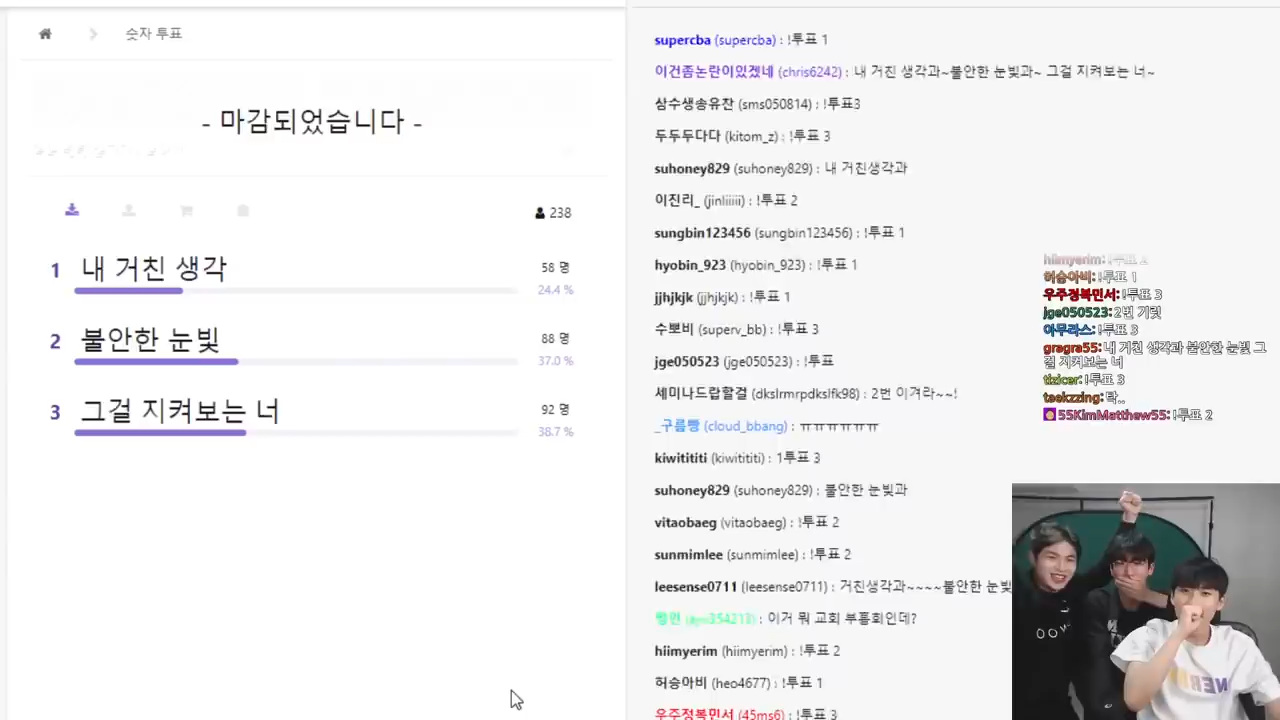 숫자 투표
- 마감되었습니다 -
238
1 내 거친 생각 58 명
24.4 %
2 불안한 눈빛 88 명
37.0 %
3 그걸 지켜보는 너 92 명
38.7 %
supercba (supercba) : !투표 1
이건좀논란이있겠네 (chris6242) : 내 거친 생각과~불안한 눈빛과~ 그걸 지켜보는 너~
삼수생송유찬 (sms050814) : !투표3
두두두다다 (kitom_z) : !투표 3
suhoney829 (suhoney829) : 내 거친생각과
이진리_ (jinliiiii) : !투표 2
sungbin123456 (sungbin123456) : !투표 1
hyobin_923 (hyobin_923) : !투표 1
jjhjkjk (jjhjkjk) : !투표 1
수뽀비 (superv_bb) : !투표 3
jge050523 (jge050523) : !투표
세미나드랍할걸 (dkslrmrpdkslfk98) : 2번 이겨라~~!
_구름빵 (cloud_bbang) : ㅠㅠㅠㅠㅠㅠ
kiwitititi (kiwitititi) : 1투표 3
suhoney829 (suhoney829) : 불안한 눈빛과
vitaobaeg (vitaobaeg) : !투표 2
sunmimlee (sunmimlee) : !투표 2
leesense0711 (leesense0711) : 거친생각과~~~~불안한 눈빛
: 이거 뭐 교회 부흥회인데?
hiimyerim (hiimyerim) : !투표 2
허승아비 (heo4677) : !투표 1
우주정복민서 (45ms6) : !투표 3
hiimyerim: !투표 2
허승아비: !투표 1
우주정복민서: !투표 3
jge050523: 2번 기릿
아무라스: !투표 3
gragra55: 내 거친 생각과 불안한 눈빛 그
걸 지켜보는 너
tizicer: !투표 3
taekzzing: 탁..
55KimMatthew55: !투표 2